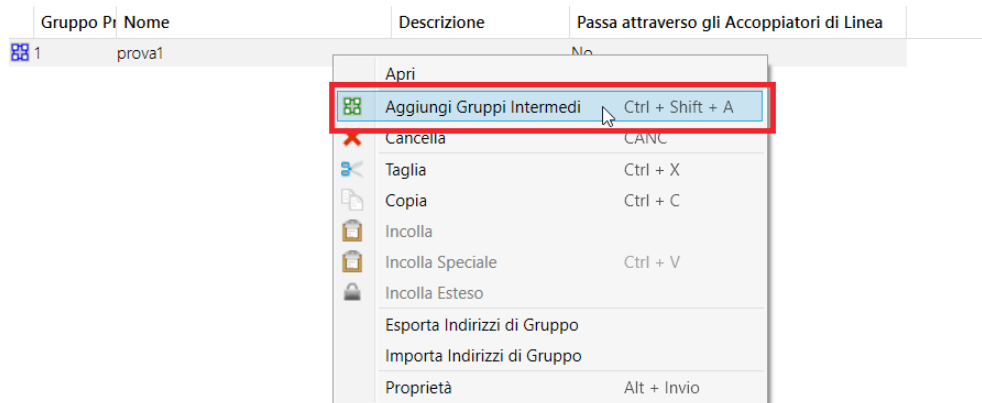 Gruppo Pr Nome Descrizione Passa attraverso gli Accoppiatori di Linea
1 prova1 No
Apri
Aggiungi Gruppi Intermedi Ctrl + Shift + A
Cancella CANC
Taglia Ctrl + X
Copia Ctrl + C
Incolla
Incolla Speciale Ctrl + V
Incolla Esteso
Esporta Indirizzi di Gruppo
Importa Indirizzi di Gruppo
Proprietà Alt + Invio